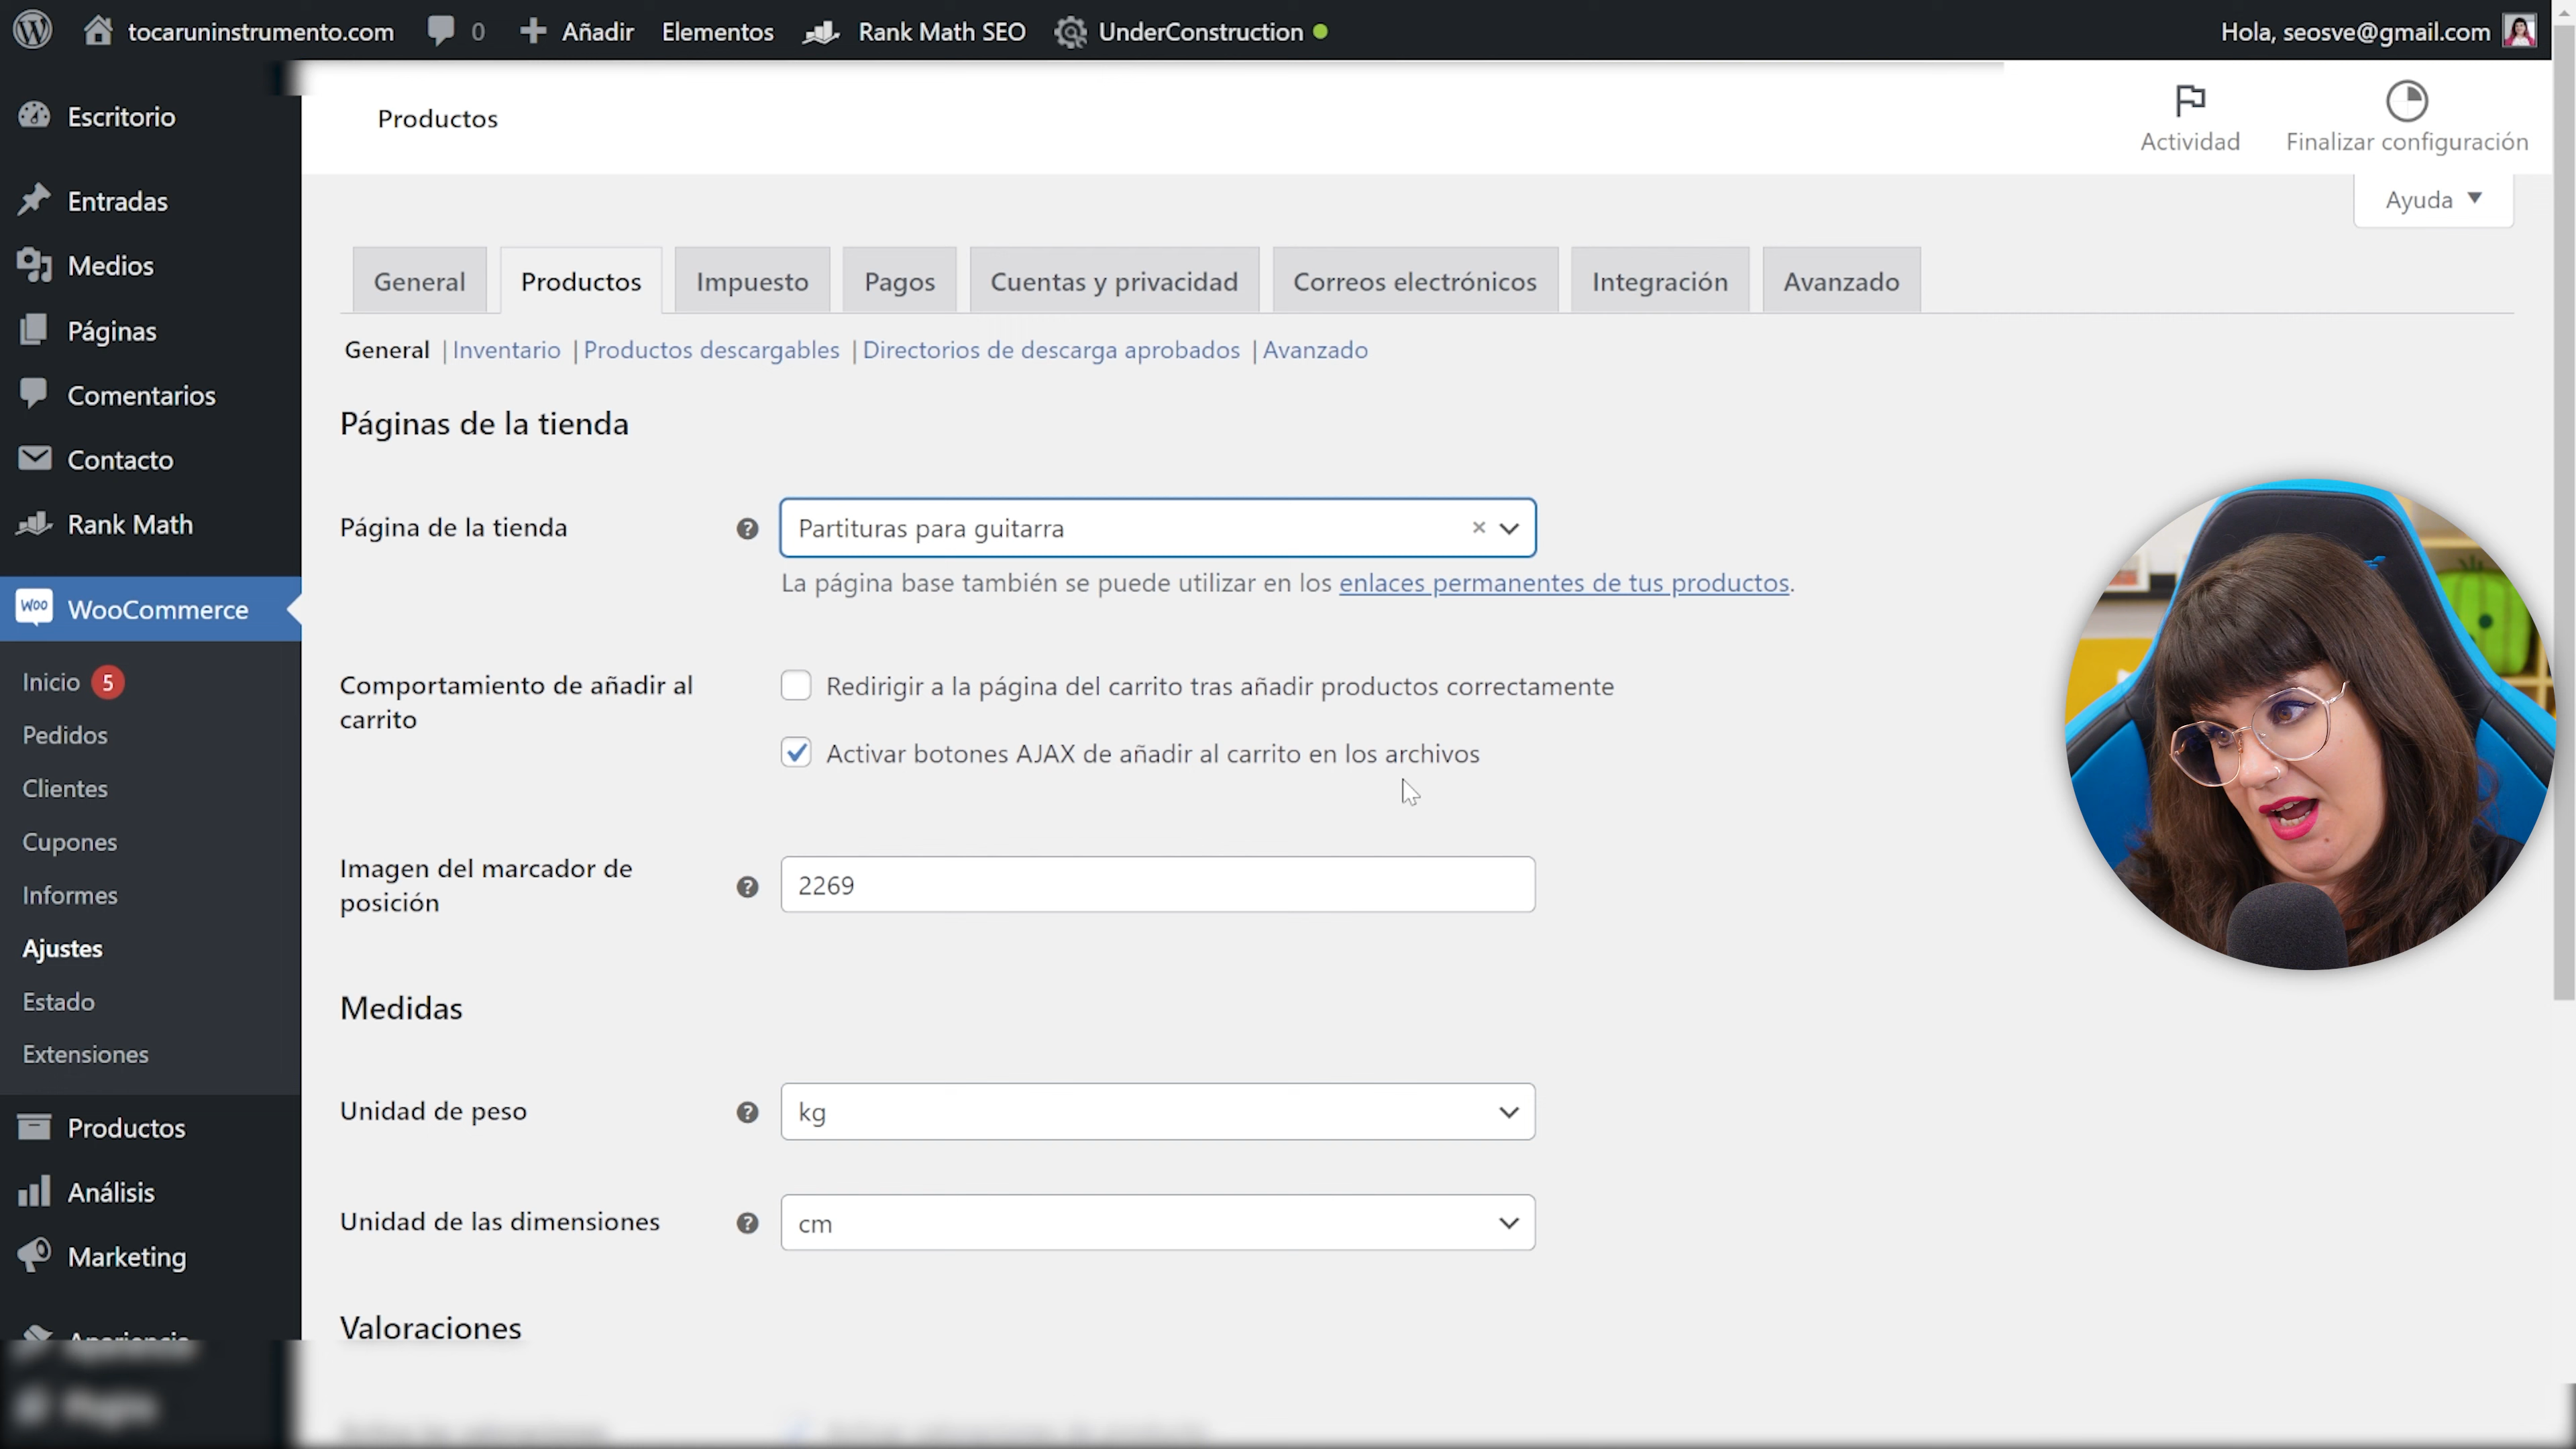 tocaruninstrumento.com 0 Añadir Elementos Rank Math SEO UnderConstruction Hola, seosve@gmail.com
Escritorio
Entradas
Medios
Páginas
Comentarios
Contacto
Rank Math
Woo WooCommerce
Inicio 5
Pedidos
Clientes
Cupones
Informes
Ajustes
Estado
Extensiones
Productos
Análisis
Marketing
Productos
Actividad
Finalizar configuración
Ayuda
General Productos Impuesto Pagos Cuentas y privacidad Correos electrónicos Integración Avanzado
General | Inventario | Productos descargables | Directorios de descarga aprobados | Avanzado
Páginas de la tienda
Página de la tienda ? Partituras para guitarra ×
La página base también se puede utilizar en los enlaces permanentes de tus productos.
Comportamiento de añadir al
carrito
Redirigir a la página del carrito tras añadir productos correctamente
Activar botones AJAX de añadir al carrito en los archivos
Imagen del marcador de
posición
? 2269
Medidas
Unidad de peso ? kg
Unidad de las dimensiones ? cm
Valoraciones